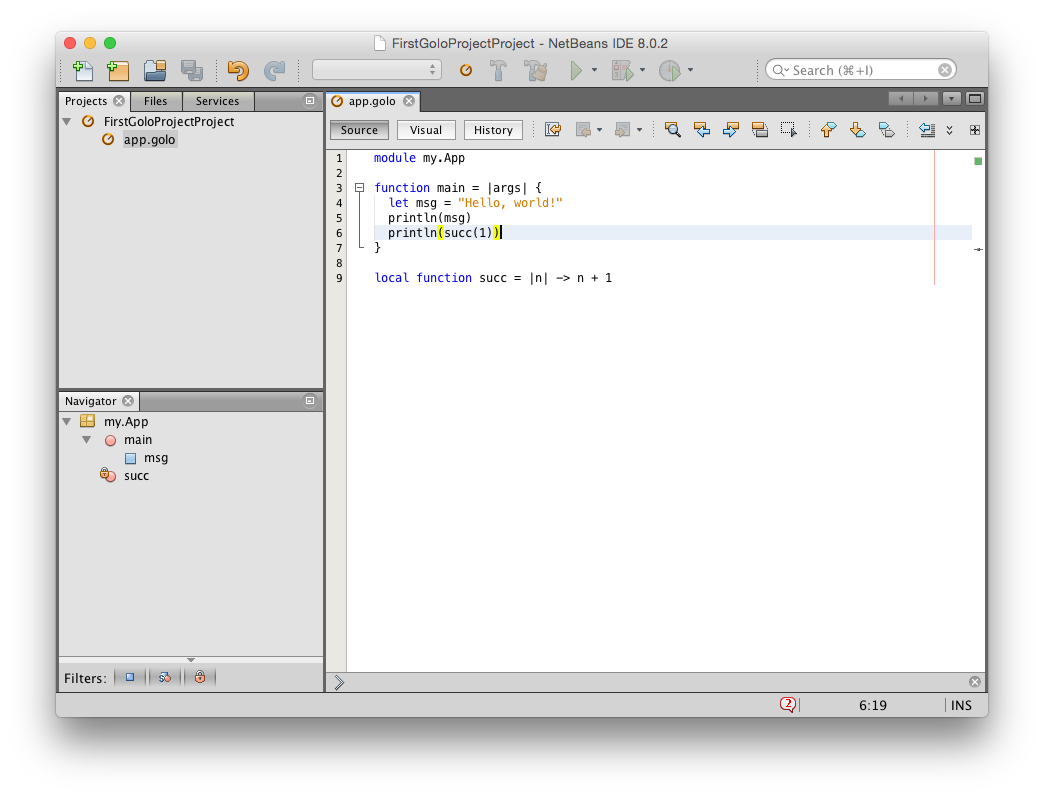 FirstGoloProjectProject - NetBeans IDE 8.0.2
Search (⌘+I)
Projects Files Services
FirstGoloProjectProject
app.golo
Navigator
my.App
main
msg
succ
Filters:
app.golo
Source Visual History
1 module my.App
2
3 function main = |args| {
4 let msg = "Hello, world!"
5 println(msg)
6 println(succ(1))
7 }
8
9 local function succ = |n| -> n + 1
2 6:19 INS